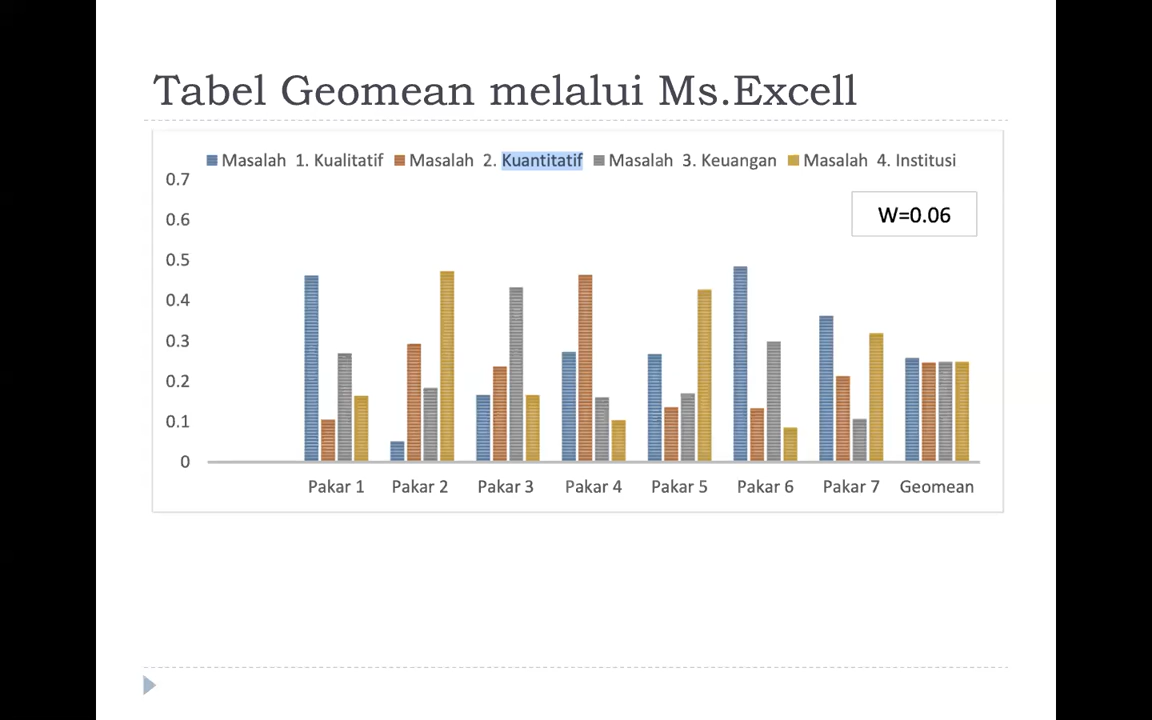 Tabel Geomean melalui Ms.Excell
Masalah 1. Kualitatif Masalah 2. Kuantitatif Masalah 3. Keuangan Masalah 4. Institusi
0.7
0.6
W=0.06
0.5
0.4
0.3
0.2
0.1
0
Pakar 1 Pakar 2 Pakar 3 Pakar 4 Pakar 5 Pakar 6 Pakar 7 Geomean